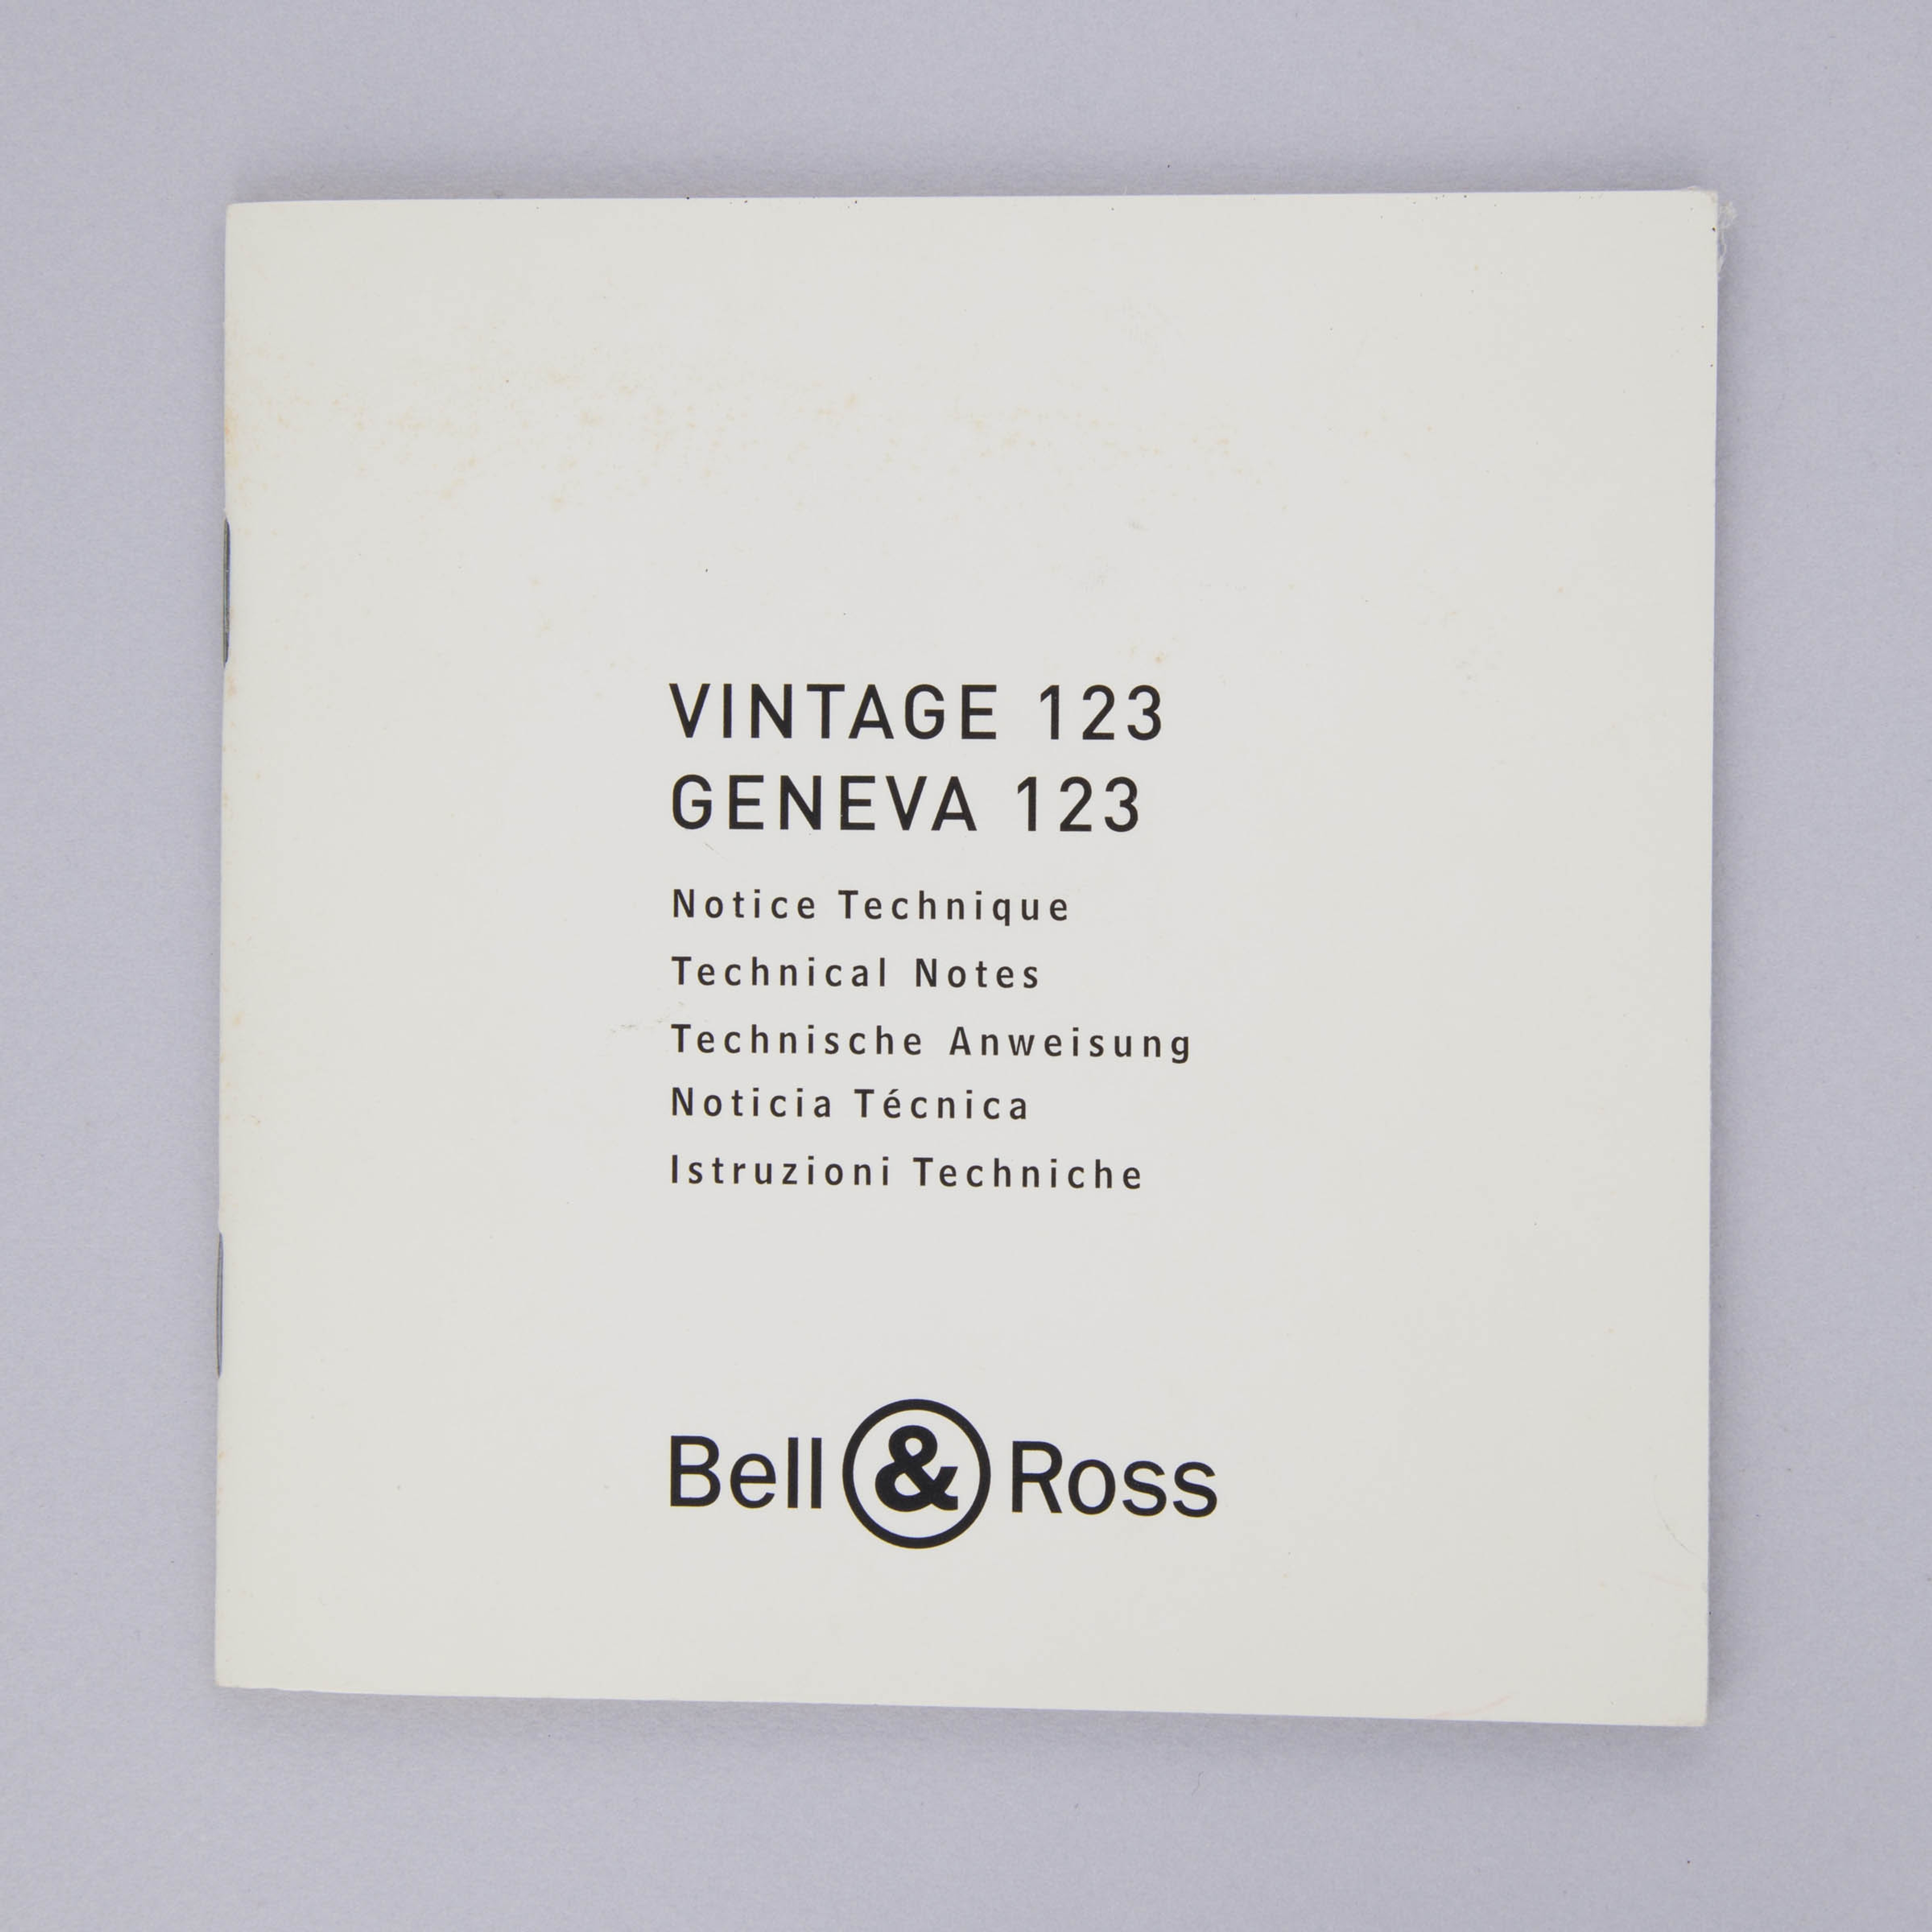 VINTAGE 123
GENEVA 123
Notice Technique
Technical Notes
Technische Anweisung
Noticia Técnica
Istruzioni Techniche
Bell & Ross